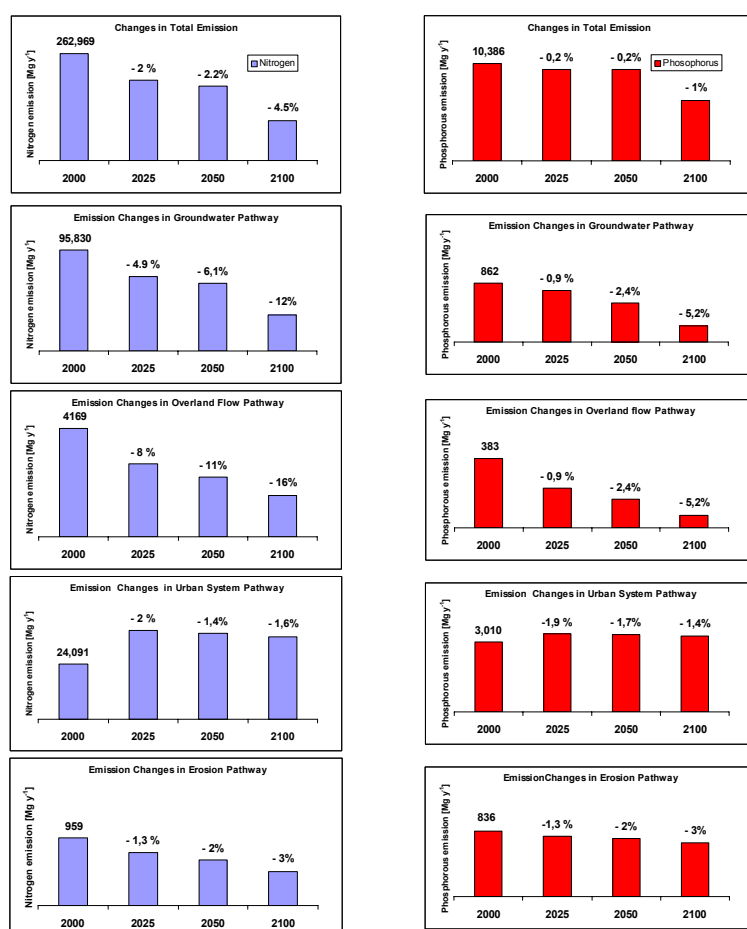 Changes in Total Emission
Nitrogen emission [Mg y-1]
262,969
- 2 %
- 2.2%
- 4.5%
Nitrogen
2000 2025 2050 2100
Changes in Total Emission
Phosphorous emission [Mg y-1]
10,386
- 0,2 %
- 0,2%
- 1%
Phosophorus
2000 2025 2050 2100
Emission Changes in Groundwater Pathway
Nitrogen emission [Mg y-1]
95,830
- 4.9 %
- 6,1%
- 12%
2000 2025 2050 2100
Emission Changes in Groundwater Pathway
Phosphorous emission [Mg y-1]
862
- 0,9 %
- 2,4%
- 5,2%
2000 2025 2050 2100
Emission Changes in Overland Flow Pathway
Nitrogen emission [Mg y-1]
4169
- 8 %
- 11%
- 16%
2000 2025 2050 2100
Emission Changes in Overland flow Pathway
Phosphorous emission [Mg y-1]
383
- 0,9 %
- 2,4%
- 5,2%
2000 2025 2050 2100
Emission Changes in Urban System Pathway
Nitrogen emission [Mg y-1]
24,091
- 2 %
- 1,4%
- 1,6%
2000 2025 2050 2100
Emission Changes in Urban System Pathway
Phosphorous emission [Mg y-1]
3,010
-1,9 %
- 1,7%
- 1,4%
2000 2025 2050 2100
Emission Changes in Erosion Pathway
Nitrogen emission [Mg y-1]
959
- 1,3 %
- 2%
- 3%
2000 2025 2050 2100
EmissionChanges in Erosion Pathway
Phosphorous emission [Mg y-1]
836
-1,3 %
- 2%
- 3%
2000 2025 2050 2100